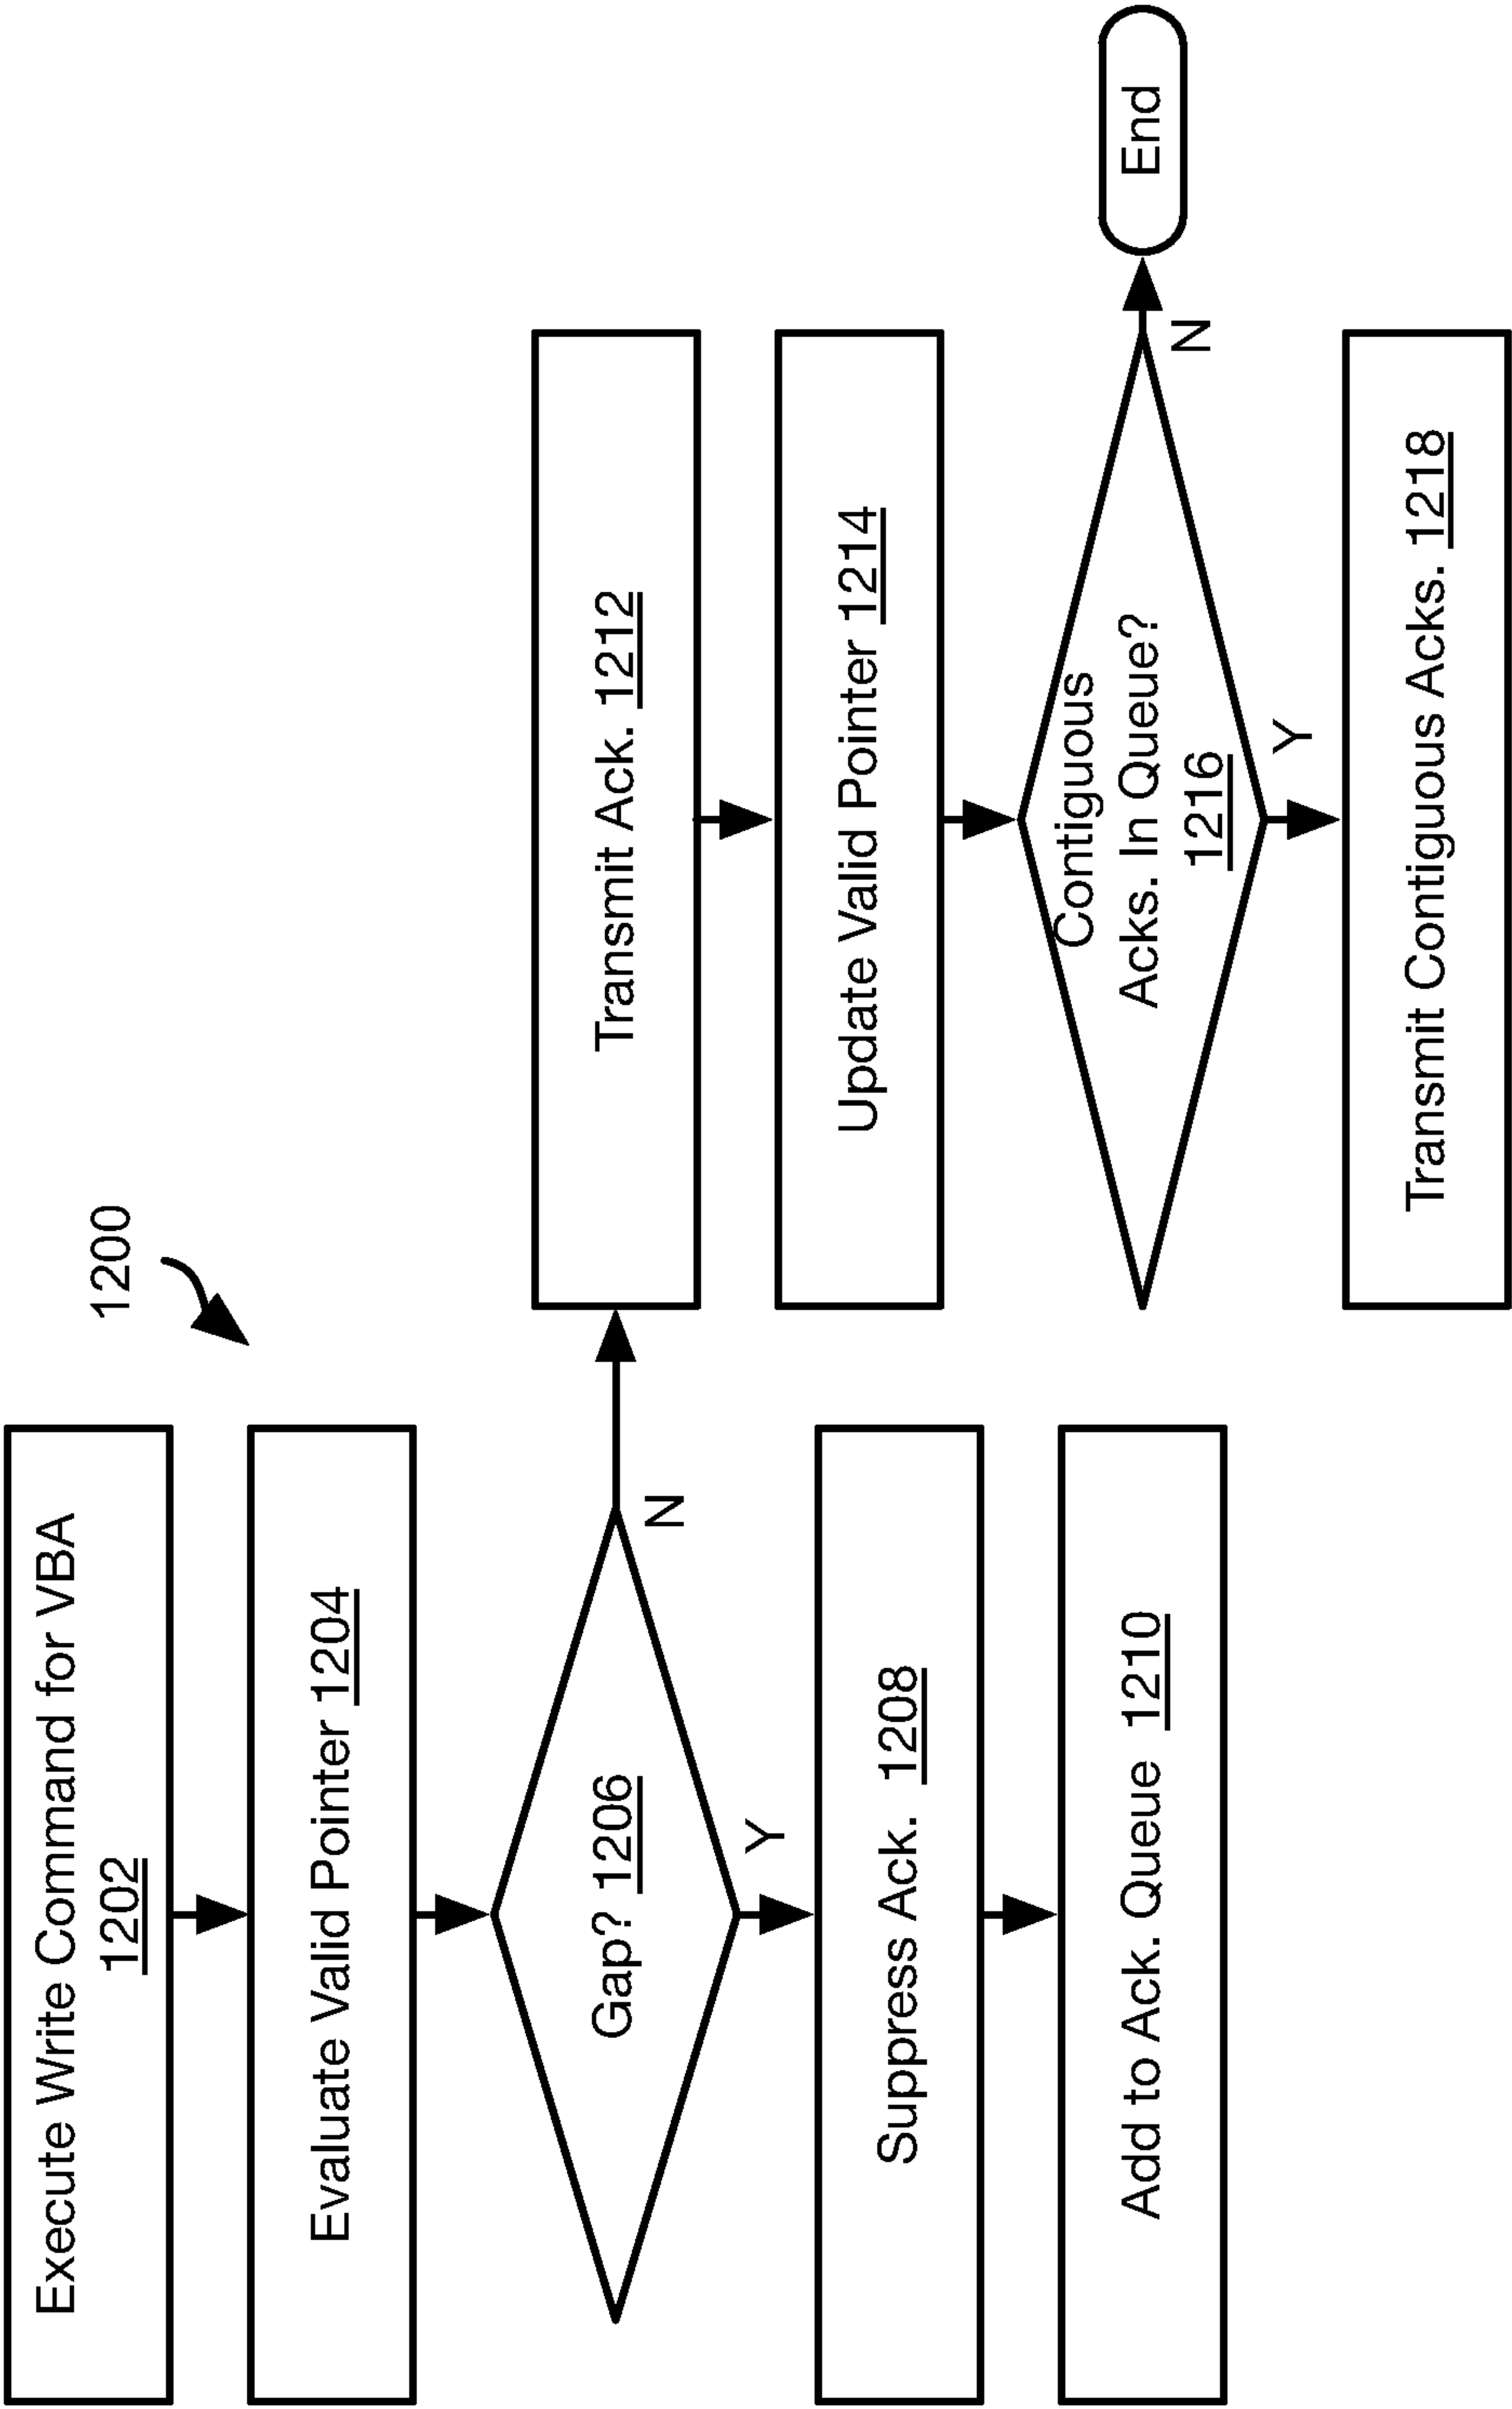 1200
Execute Write Command for VBA
1202
Evaluate Valid Pointer 1204
Gap? 1206
N
Y
Suppress Ack. 1208
Add to Ack. Queue 1210
Transmit Ack. 1212
Update Valid Pointer 1214
Contiguous
Acks. In Queue?
1216
N
End
Y
Transmit Contiguous Acks. 1218